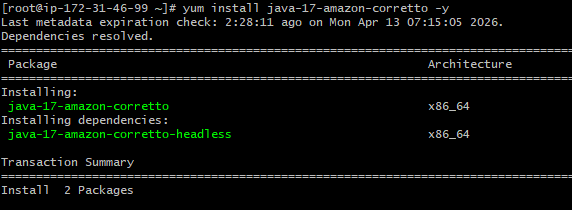 [root@ip-172-31-46-99 ~]# yum install java-17-amazon-corretto -y
Last metadata expiration check: 2:28:11 ago on Mon Apr 13 07:15:05 2026.
Dependencies resolved.
================================================================================
Package Architecture
================================================================================
Installing:
java-17-amazon-corretto x86_64
Installing dependencies:
java-17-amazon-corretto-headless x86_64
Transaction Summary
================================================================================
Install  2 Packages